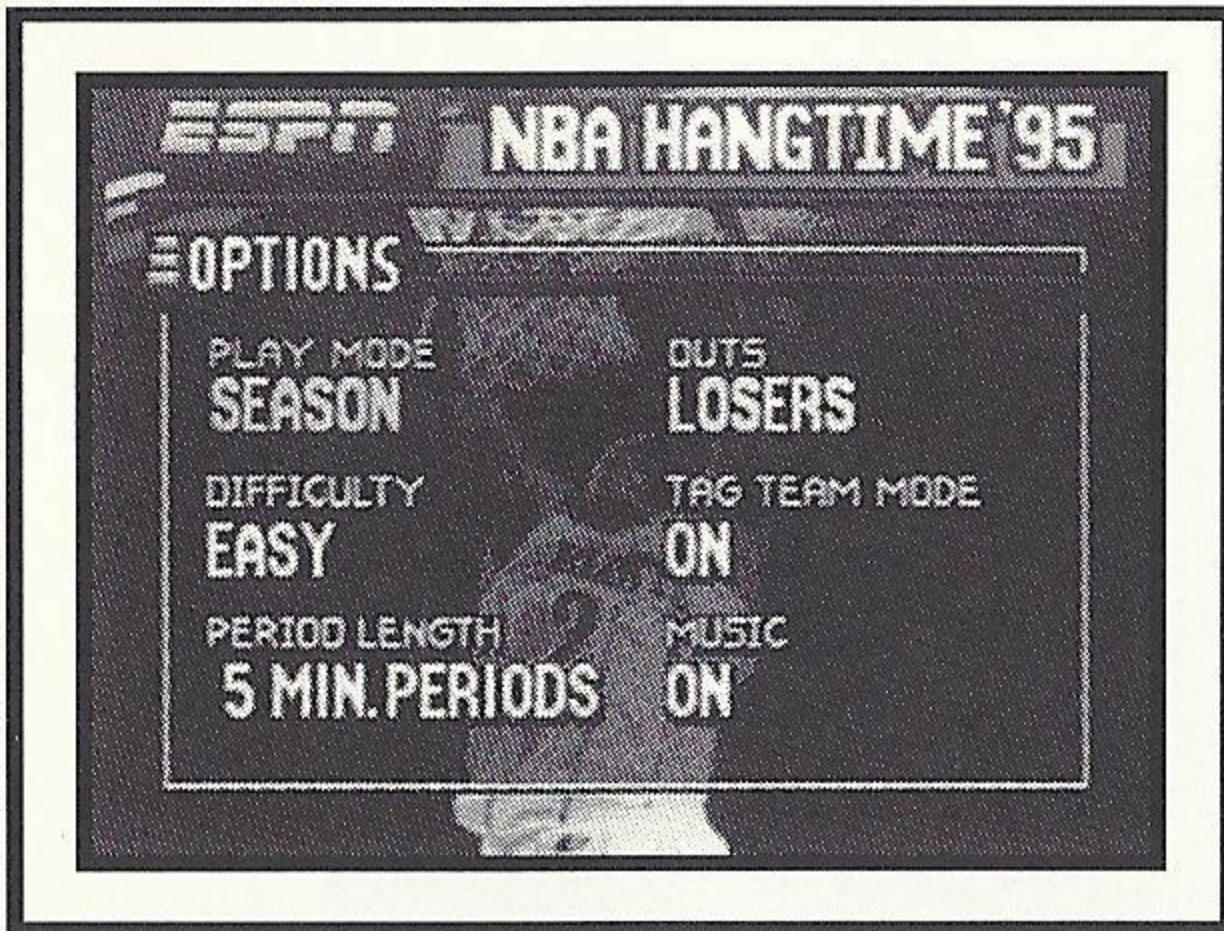 ESPN NBA HANGTIME '95
OPTIONS
PLAY MODE
SEASON
DIFFICULTY
EASY
PERIOD LENGTH
5 MIN. PERIODS
OUTS
LOSERS
TAG TEAM MODE
ON
MUSIC
ON